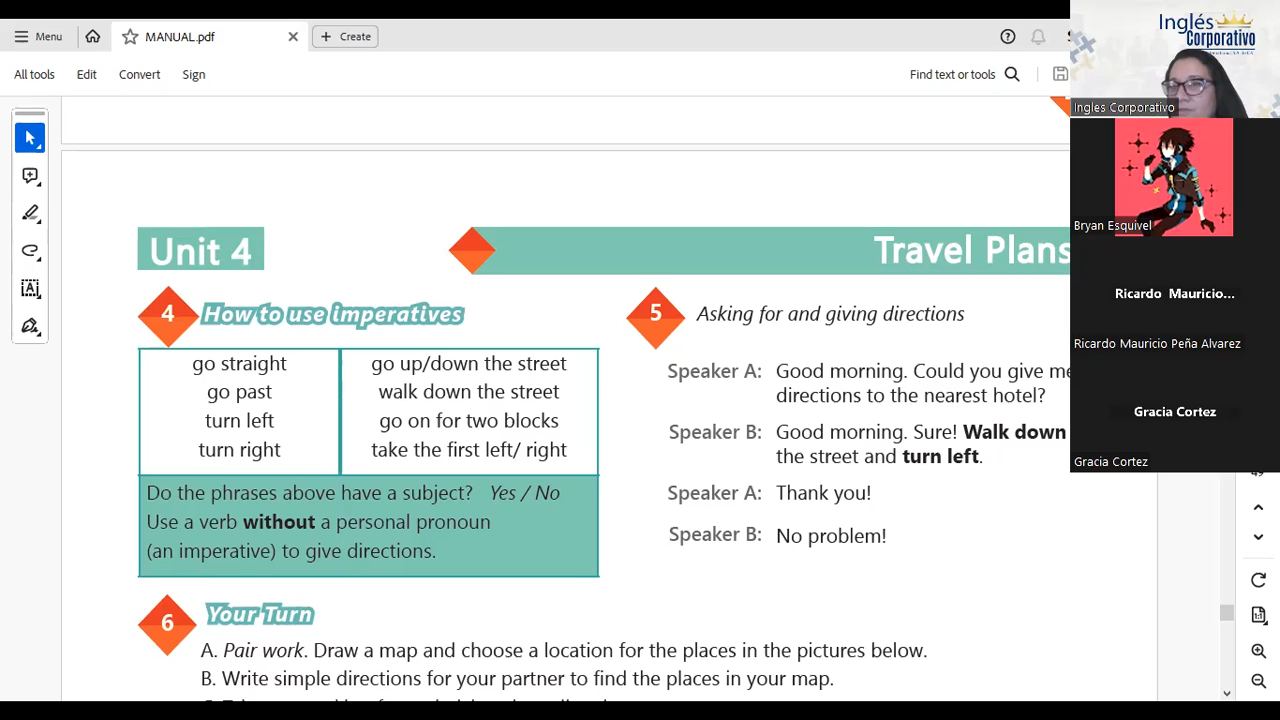 Menu
MANUAL.pdf
Create
All tools
Edit
Convert
Sign
Find text or tools
Inglés
Corporativo
Ingles Corporativo
Bryan Esquivel
Ricardo Mauricio...
Ricardo Mauricio Peña Alvarez
Gracia Cortez
Gracia Cortez
Unit 4
Travel Plans
4 How to use imperatives
go straight
go past
turn left
turn right
go up/down the street
walk down the street
go on for two blocks
take the first left/ right
Do the phrases above have a subject? Yes / No
Use a verb without a personal pronoun
(an imperative) to give directions.
5 Asking for and giving directions
Speaker A: Good morning. Could you give me
directions to the nearest hotel?
Speaker B: Good morning. Sure! Walk down
the street and turn left.
Speaker A: Thank you!
Speaker B: No problem!
6 Your Turn
A. Pair work. Draw a map and choose a location for the places in the pictures below.
B. Write simple directions for your partner to find the places in your map.